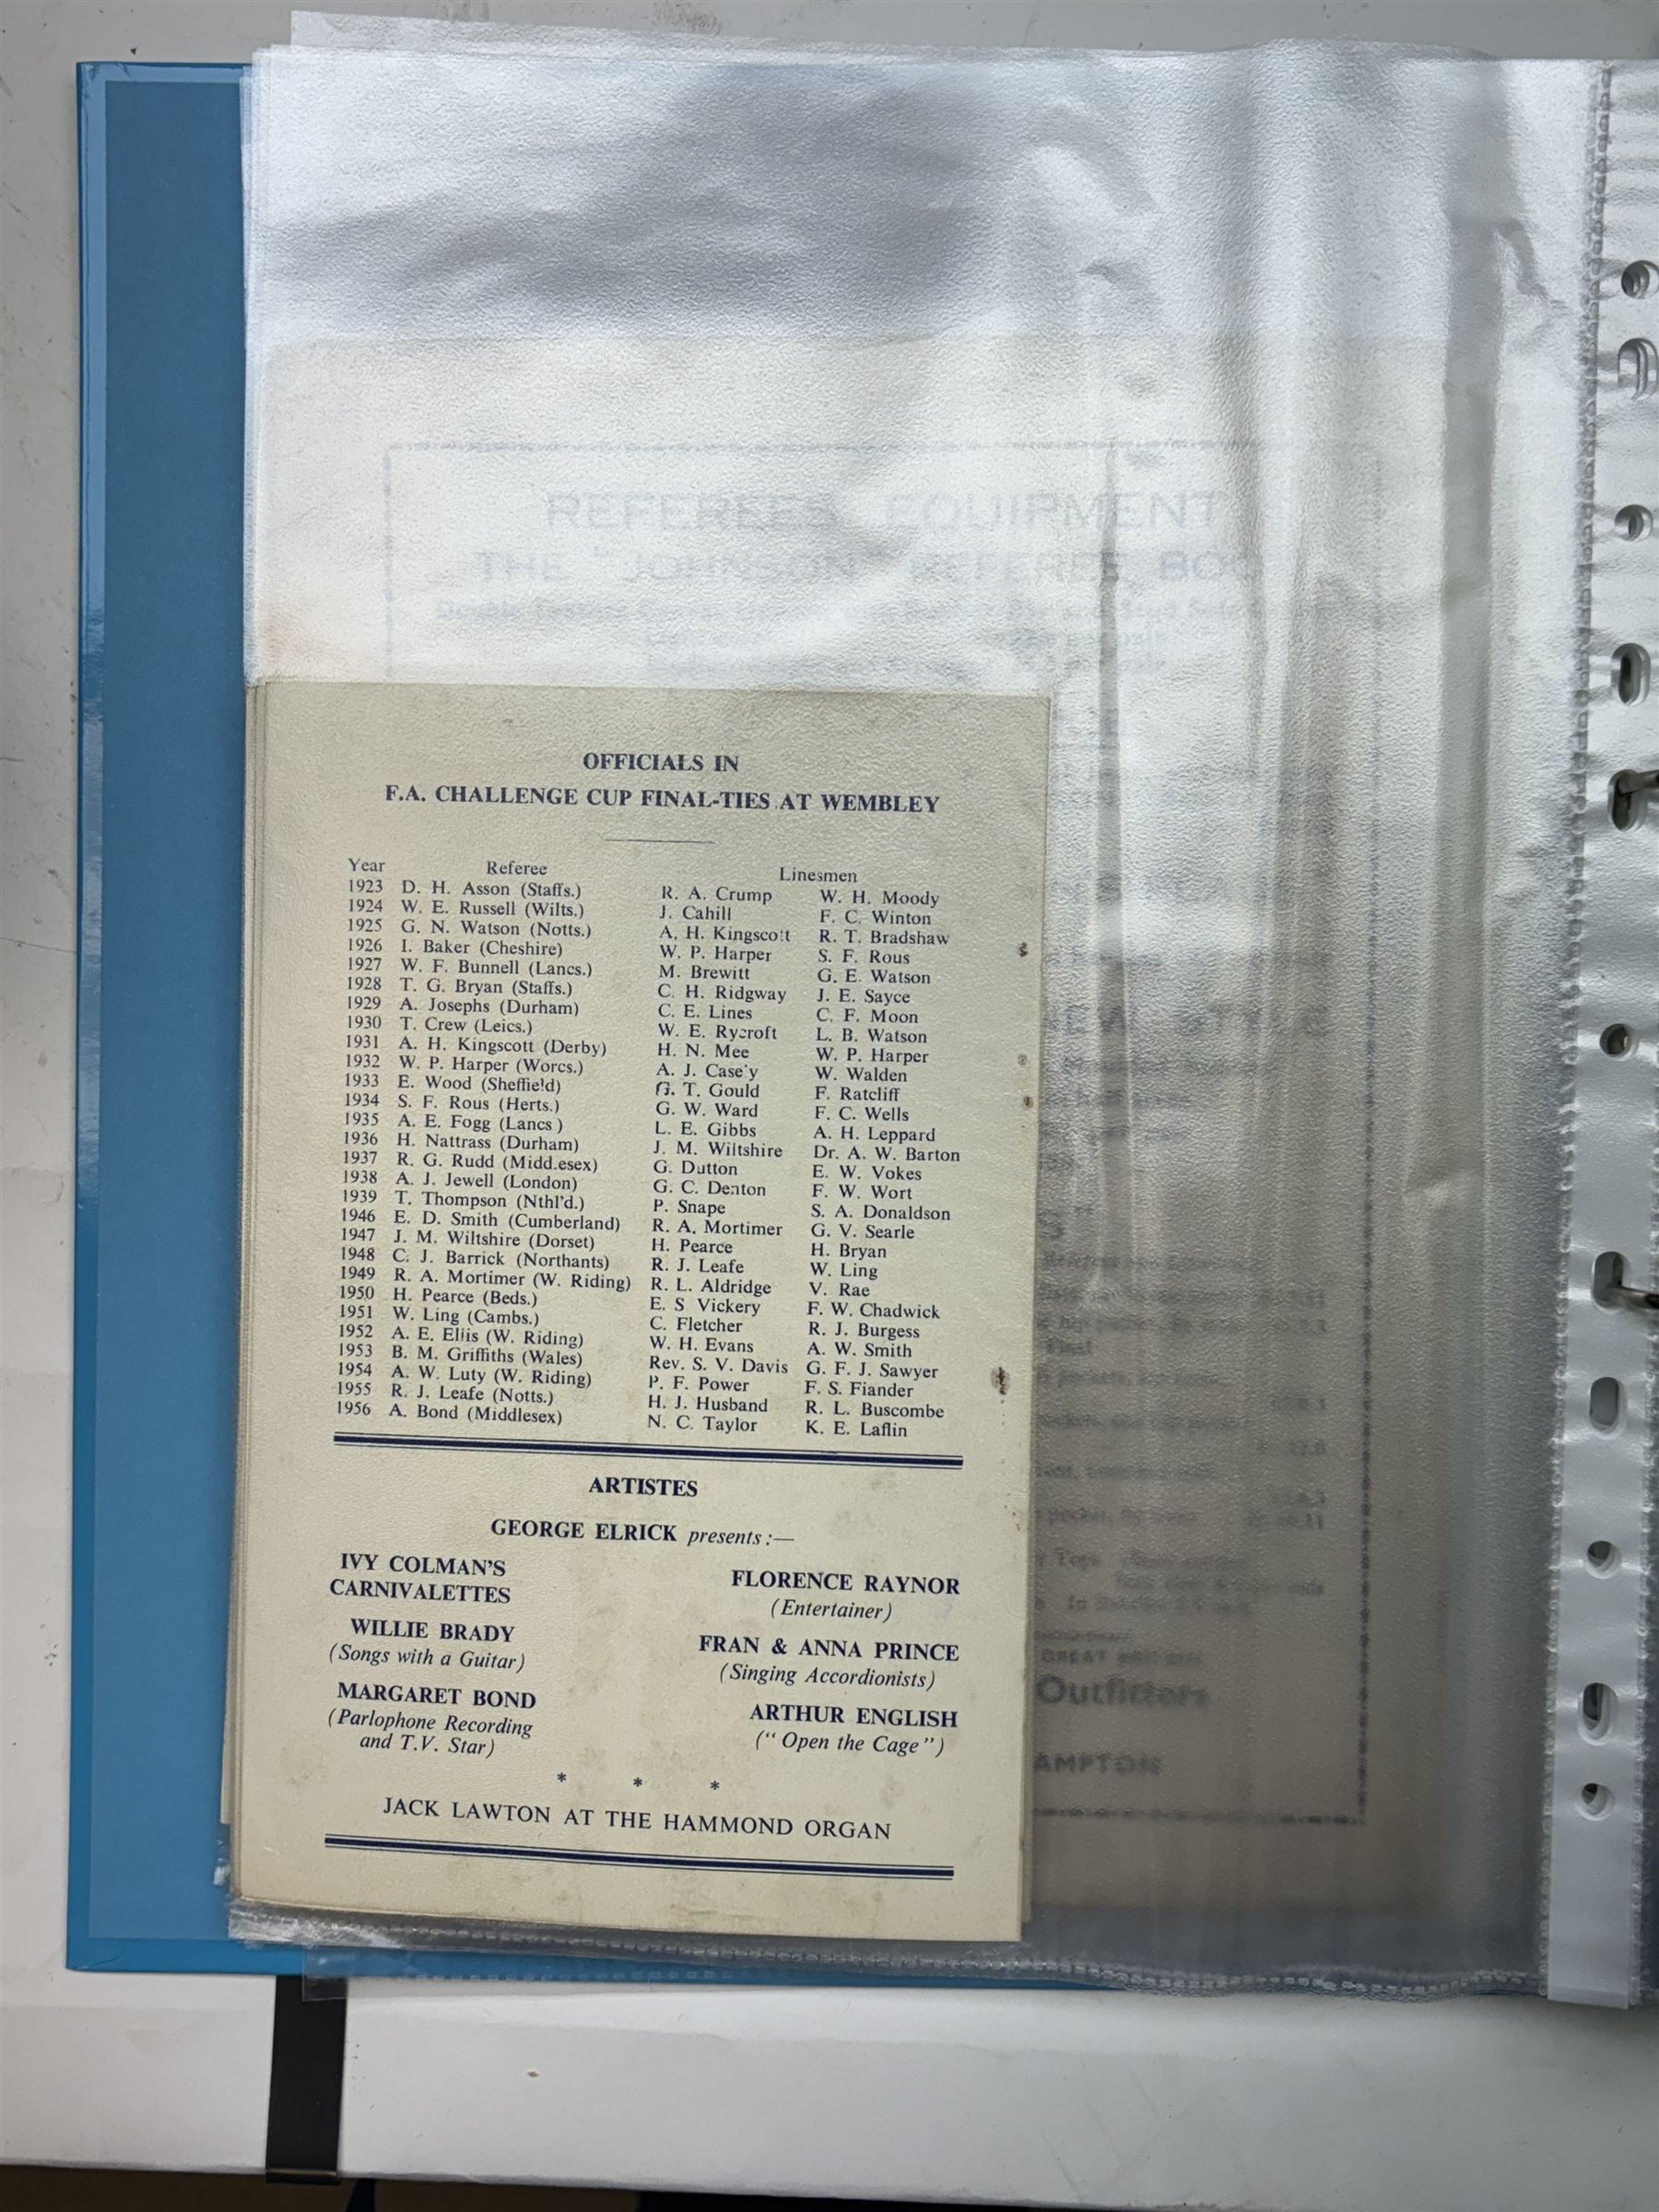 REFEREES EQUIPMENT
THE "JOHNSON" REFEREE
OFFICIALS IN
F.A. CHALLENGE CUP FINAL-TIES AT WEMBLEY
Year Referee Linesmen
1923 D. H. Asson (Staffs.) R. A. Crump W. H. Moody
1924 W. E. Russell (Wilts.) J. Cahill F. C. Winton
1925 G. N. Watson (Notts.) A. H. Kingscott R. T. Bradshaw
1926 I. Baker (Cheshire) W. P. Harper S. F. Rous
1927 W. F. Bunnell (Lancs.) M. Brewitt G. E. Watson
1928 T. G. Bryan (Staffs.) C. H. Ridgway J. E. Sayce
1929 A. Josephs (Durham) C. E. Lines C. F. Moon
1930 T. Crew (Leics.) W. E. Rycroft L. B. Watson
1931 A. H. Kingscott (Derby) H. N. Mee W. P. Harper
1932 W. P. Harper (Worcs.) A. J. Case'y W. Walden
1933 E. Wood (Sheffield) G. T. Gould F. Ratcliff
1934 S. F. Rous (Herts.) G. W. Ward F. C. Wells
1935 A. E. Fogg (Lancs ) L. E. Gibbs A. H. Leppard
1936 H. Nattrass (Durham) J. M. Wiltshire Dr. A. W. Barton
1937 R. G. Rudd (Midd.esex) G. Dutton E. W. Vokes
1938 A. J. Jewell (London) G. C. Denton F. W. Wort
1939 T. Thompson (Nthl'd.) P. Snape S. A. Donaldson
1946 E. D. Smith (Cumberland) R. A. Mortimer G. V. Searle
1947 J. M. Wiltshire (Dorset) H. Pearce H. Bryan
1948 C. J. Barrick (Northants) R. J. Leafe W. Ling
1949 R. A. Mortimer (W. Riding) R. L. Aldridge V. Rae
1950 H. Pearce (Beds.) E. S Vickery F. W. Chadwick
1951 W. Ling (Cambs.) C. Fletcher R. J. Burgess
1952 A. E. Ellis (W. Riding) W. H. Evans A. W. Smith
1953 B. M. Griffiths (Wales) Rev. S. V. Davis G. F. J. Sawyer
1954 A. W. Luty (W. Riding) P. F. Power F. S. Fiander
1955 R. J. Leafe (Notts.) H. J. Husband R. L. Buscombe
1956 A. Bond (Middlesex) N. C. Taylor K. E. Laflin
ARTISTES
GEORGE ELRICK presents :—
IVY COLMAN'S
CARNIVALETTES
WILLIE BRADY
(Songs with a Guitar)
MARGARET BOND
(Parlophone Recording
and T.V. Star)
FLORENCE RAYNOR
(Entertainer)
FRAN & ANNA PRINCE
(Singing Accordionists)
ARTHUR ENGLISH
("Open the Cage")
* * *
JACK LAWTON AT THE HAMMOND ORGAN
GREAT BRITAIN
Outfitters
AMPTON